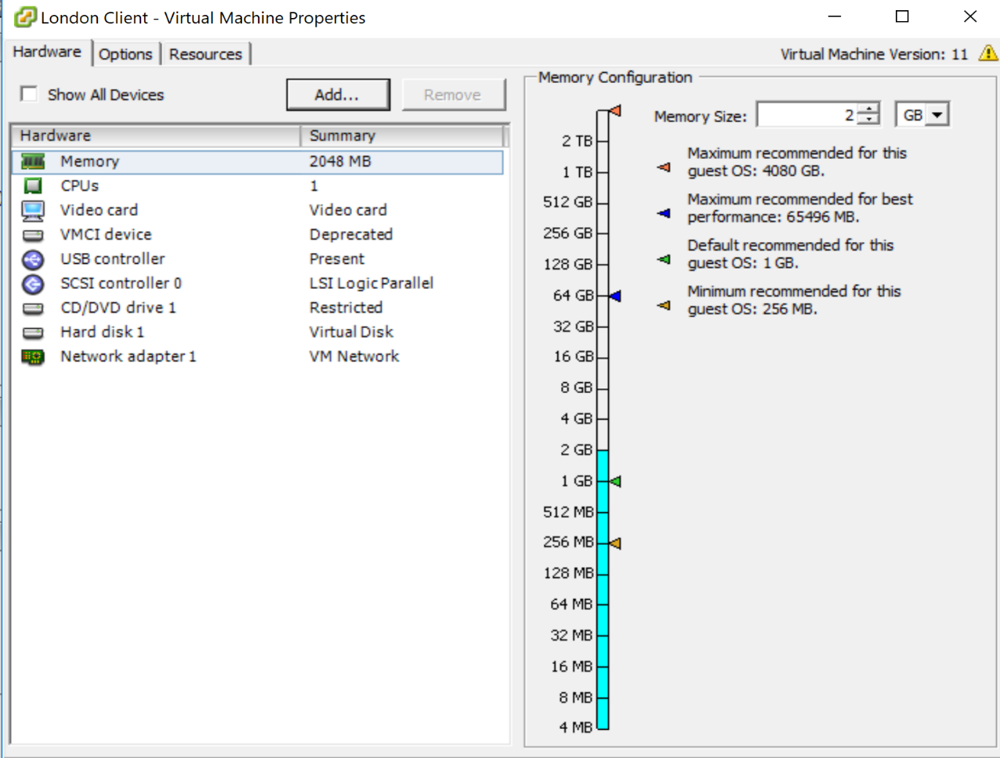 London Client - Virtual Machine Properties
Hardware Options Resources
Virtual Machine Version: 11
Show All Devices
Add...
Remove
Hardware Summary
Memory 2048 MB
CPUs 1
Video card Video card
VMCI device Deprecated
USB controller Present
SCSI controller 0 LSI Logic Parallel
CD/DVD drive 1 Restricted
Hard disk 1 Virtual Disk
Network adapter 1 VM Network
Memory Configuration
Memory Size: 2 GB
2 TB
1 TB
512 GB
256 GB
128 GB
64 GB
32 GB
16 GB
8 GB
4 GB
2 GB
1 GB
512 MB
256 MB
128 MB
64 MB
32 MB
16 MB
8 MB
4 MB
Maximum recommended for this
guest OS: 4080 GB.
Maximum recommended for best
performance: 65496 MB.
Default recommended for this
guest OS: 1 GB.
Minimum recommended for this
guest OS: 256 MB.